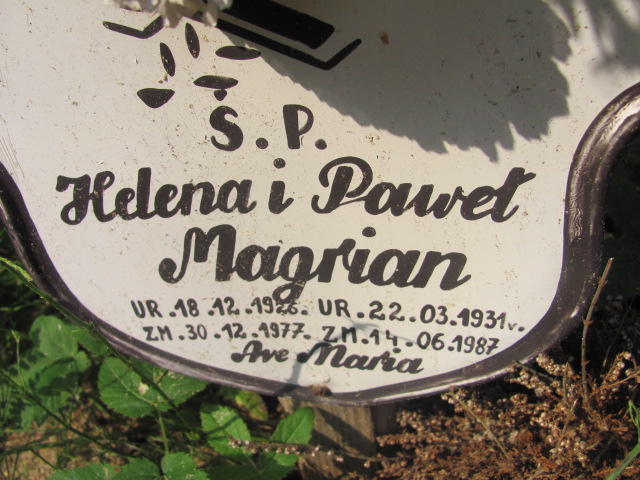 Ś.P.
Helena i Paweł
Magrian
UR.18.12.1926. UR.22.03.1931r.
ZM.30.12.1977. ZM.14.06.1987
Ave Maria